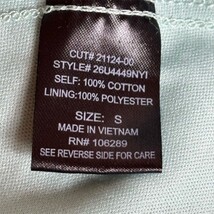 CUT# 21124-00
STYLE# 26U4449NYI
SELF: 100% COTTON
LINING:100% POLYESTER
SIZE: S
MADE IN VIETNAM
RN# 106289
SEE REVERSE SIDE FOR CARE